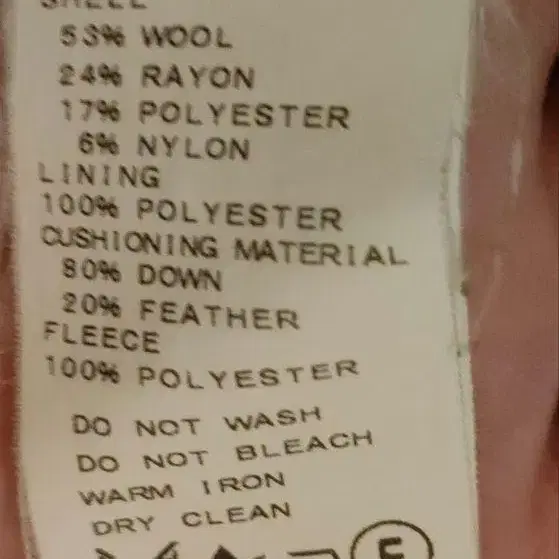 SHELL
53% WOOL
24% RAYON
17% POLYESTER
6% NYLON
LINING
100% POLYESTER
CUSHIONING MATERIAL
80% DOWN
20% FEATHER
FLEECE
100% POLYESTER
DO NOT WASH
DO NOT BLEACH
WARM IRON
DRY CLEAN